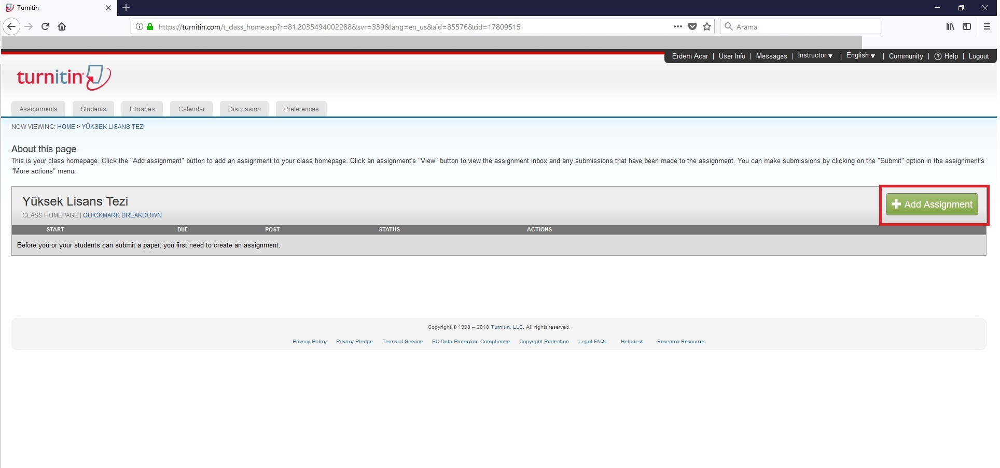 Turnitin
https://turnitin.com/t_class_home.asp?r=81.2035494002288&svr=339&lang=en_us&aid=85576&cid=17809515
Arama
Erdem Acar | User Info | Messages | Instructor ▼ | English ▼ | Community | ? Help | Logout
turnitin
Assignments Students Libraries Calendar Discussion Preferences
NOW VIEWING: HOME > YÜKSEK LISANS TEZI
About this page
This is your class homepage. Click the "Add assignment" button to add an assignment to your class homepage. Click an assignment's "View" button to view the assignment inbox and any submissions that have been made to the assignment. You can make submissions by clicking on the "Submit" option in the assignment's
"More actions" menu.
Yüksek Lisans Tezi
Add Assignment
CLASS HOMEPAGE | QUICKMARK BREAKDOWN
START DUE POST STATUS ACTIONS
Before you or your students can submit a paper, you first need to create an assignment.
Copyright © 1998 – 2018 Turnitin, LLC. All rights reserved.
Privacy Policy Privacy Pledge Terms of Service EU Data Protection Compliance Copyright Protection Legal FAQs Helpdesk Research Resources